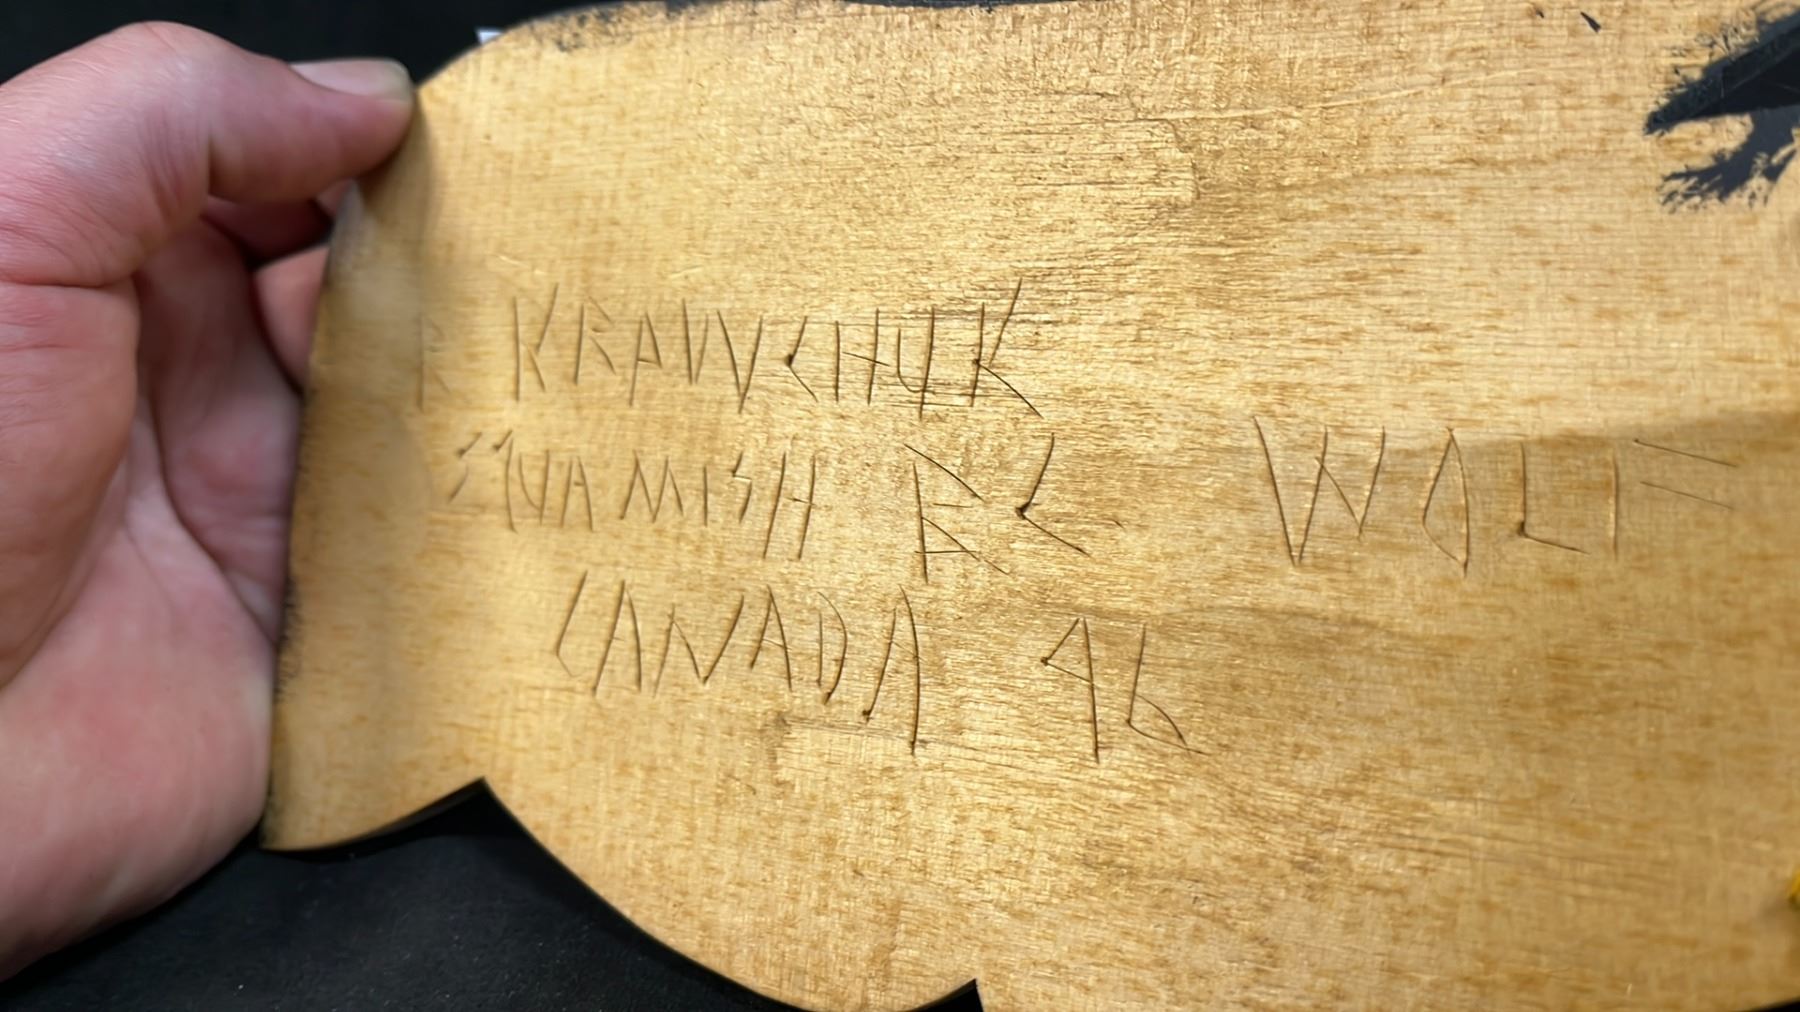 R KRAWCHUK
SQUAMISH BC WOLF
CANADA 96